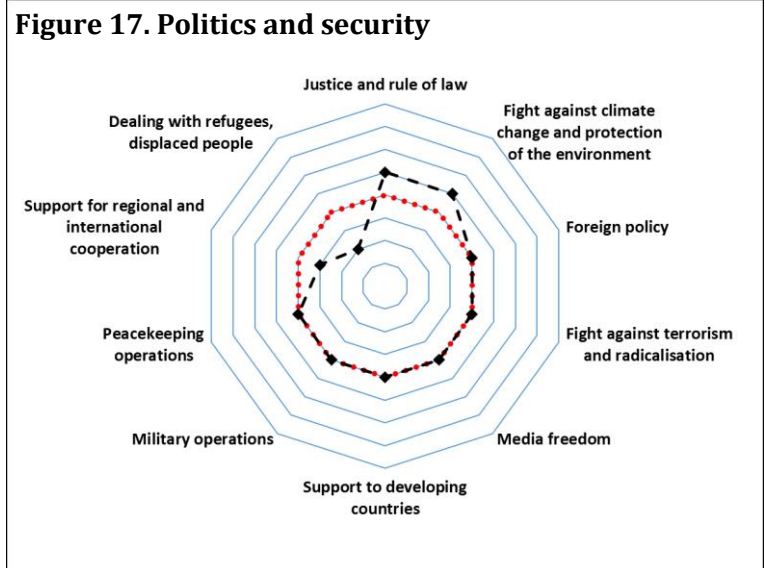 Figure 17. Politics and security
Justice and rule of law
Fight against climate
change and protection
of the environment
Foreign policy
Fight against terrorism
and radicalisation
Media freedom
Support to developing
countries
Military operations
Peacekeeping
operations
Support for regional and
international
cooperation
Dealing with refugees,
displaced people